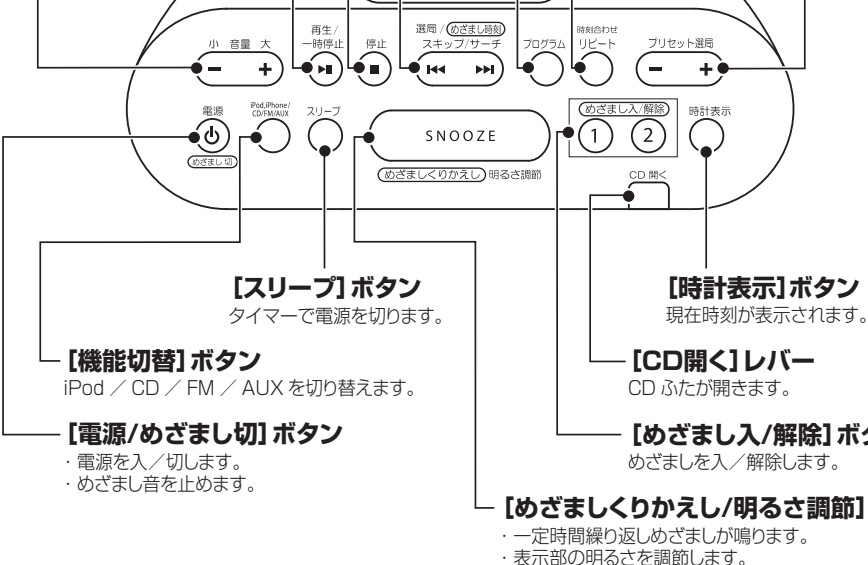 小 音量 大
再生/
一時停止
停止
選局 / めざまし時刻
スキップ/サーチ
プログラム
時刻合わせ
リピート
プリセット選局
電源
めざまし切
iPod,iPhone/
CD/FM/AUX
スリープ
SNOOZE
めざましくりかえし 明るさ調節
めざまし入/解除
1 2
時計表示
CD 開く
[スリープ] ボタン
タイマーで電源を切ります。
[時計表示] ボタン
現在時刻が表示されます。
[機能切替] ボタン
iPod / CD / FM / AUX を切り替えます。
[CD開く] レバー
CD ふたが開きます。
[電源/めざまし切] ボタン
・電源を入/切します。
・めざまし音を止めます。
[めざまし入/解除] ボ
めざましを入/解除します。
[めざましくりかえし/明るさ調節]
・一定時間繰り返しめざましが鳴ります。
・表示部の明るさを調節します。